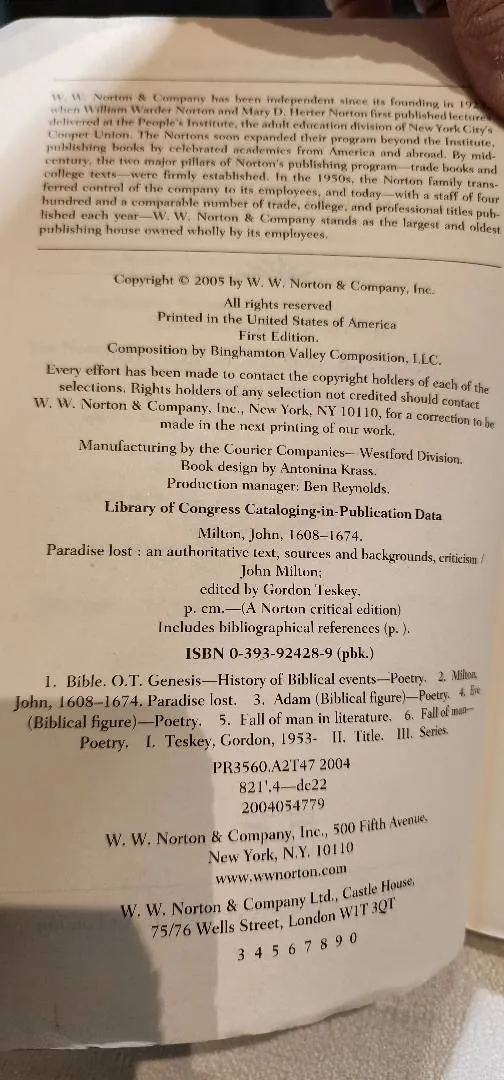 W. W. Norton & Company has been independent since its founding in 192
when William Warder Norton and Mary D. Herter Norton first published lectures
delivered at the People's Institute, the adult education division of New York City's
Cooper Union. The Nortons soon expanded their program beyond the Institute,
publishing books by celebrated academics from America and abroad. By mid-
century, the two major pillars of Norton's publishing program—trade books and
college texts—were firmly established. In the 1950s, the Norton family trans-
ferred control of the company to its employees, and today—with a staff of four
hundred and a comparable number of trade, college, and professional titles pub-
lished each year—W. W. Norton & Company stands as the largest and oldest
publishing house owned wholly by its employees.
Copyright © 2005 by W. W. Norton & Company, Inc.
All rights reserved
Printed in the United States of America
First Edition.
Composition by Binghamton Valley Composition, LLC.
Every effort has been made to contact the copyright holders of each of the
selections. Rights holders of any selection not credited should contact
W. W. Norton & Company, Inc., New York, NY 10110, for a correction to be
made in the next printing of our work.
Manufacturing by the Courier Companies—Westford Division.
Book design by Antonina Krass.
Production manager: Ben Reynolds.
Library of Congress Cataloging-in-Publication Data
Milton, John, 1608–1674.
Paradise lost : an authoritative text, sources and backgrounds, criticism /
John Milton;
edited by Gordon Teskey.
p. cm.—(A Norton critical edition)
Includes bibliographical references (p. ).
ISBN 0-393-92428-9 (pbk.)
1. Bible. O.T. Genesis—History of Biblical events—Poetry. 2. Milton,
John, 1608–1674. Paradise lost. 3. Adam (Biblical figure)—Poetry. 4. Eve
(Biblical figure)—Poetry. 5. Fall of man in literature. 6. Fall of man—
Poetry. I. Teskey, Gordon, 1953- II. Title. III. Series.
PR3560.A2T47 2004
821'.4—dc22
2004054779
W. W. Norton & Company, Inc., 500 Fifth Avenue,
New York, N.Y. 10110
www.wwnorton.com
W. W. Norton & Company Ltd., Castle House,
75/76 Wells Street, London W1T 3QT
3 4 5 6 7 8 9 0